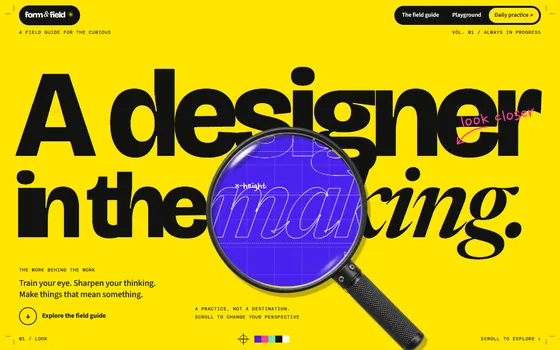 form&field
The field guide
Playground
Daily practice
A FIELD GUIDE FOR THE CURIOUS
VOL. 01 / ALWAYS IN PROGRESS
A designer
look closer
in the making.
x-height
THE WORK BEHIND THE WORK
Train your eye. Sharpen your thinking.
Make things that mean something.
Explore the field guide
A PRACTICE, NOT A DESTINATION.
SCROLL TO CHANGE YOUR PERSPECTIVE
01 / LOOK
SCROLL TO EXPLORE ↓